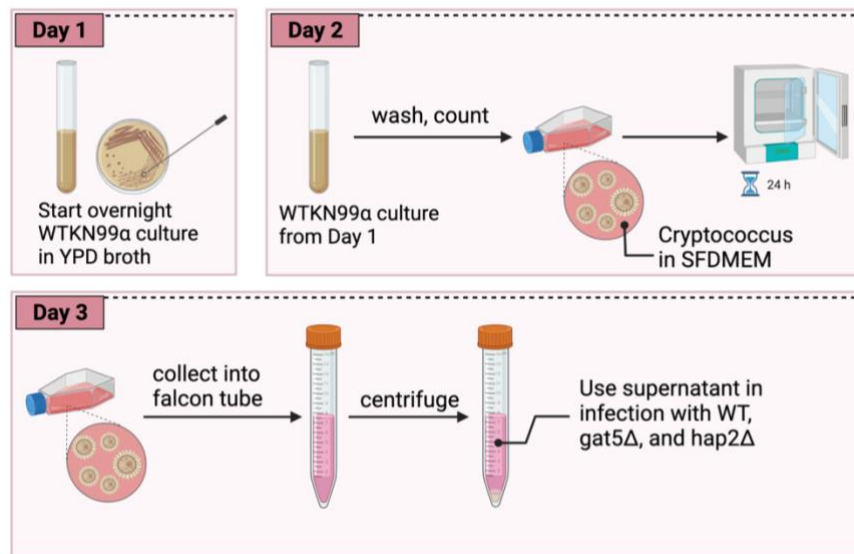 Day 1
Start overnight
WTKN99α culture
in YPD broth
Day 2
wash, count
24 h
WTKN99α culture
from Day 1
Cryptococcus
in SFDMEM
Day 3
collect into
falcon tube
centrifuge
Use supernatant in
infection with WT,
gat5Δ, and hap2Δ